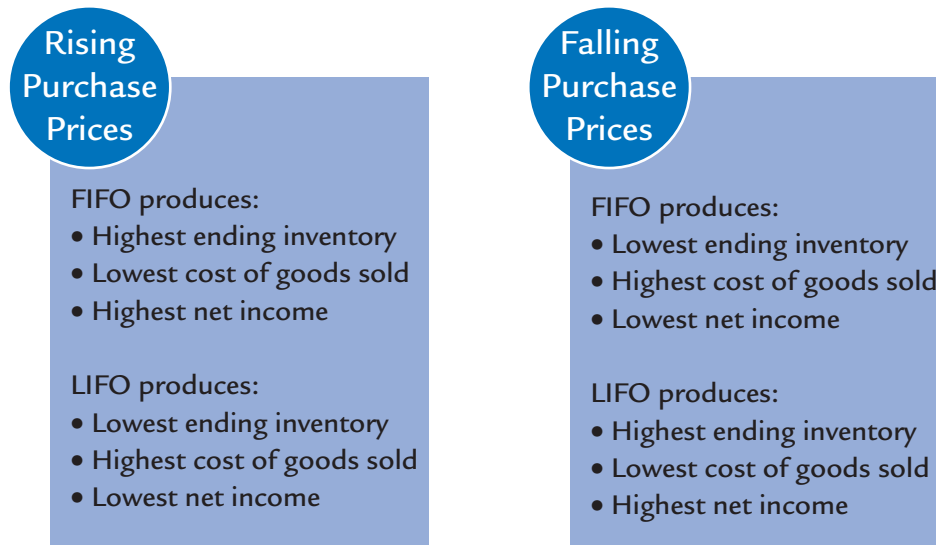 Rising
Purchase
Prices
FIFO produces:
• Highest ending inventory
• Lowest cost of goods sold
• Highest net income
LIFO produces:
• Lowest ending inventory
• Highest cost of goods sold
• Lowest net income
Falling
Purchase
Prices
FIFO produces:
• Lowest ending inventory
• Highest cost of goods sold
• Lowest net income
LIFO produces:
• Highest ending inventory
• Lowest cost of goods sold
• Highest net income